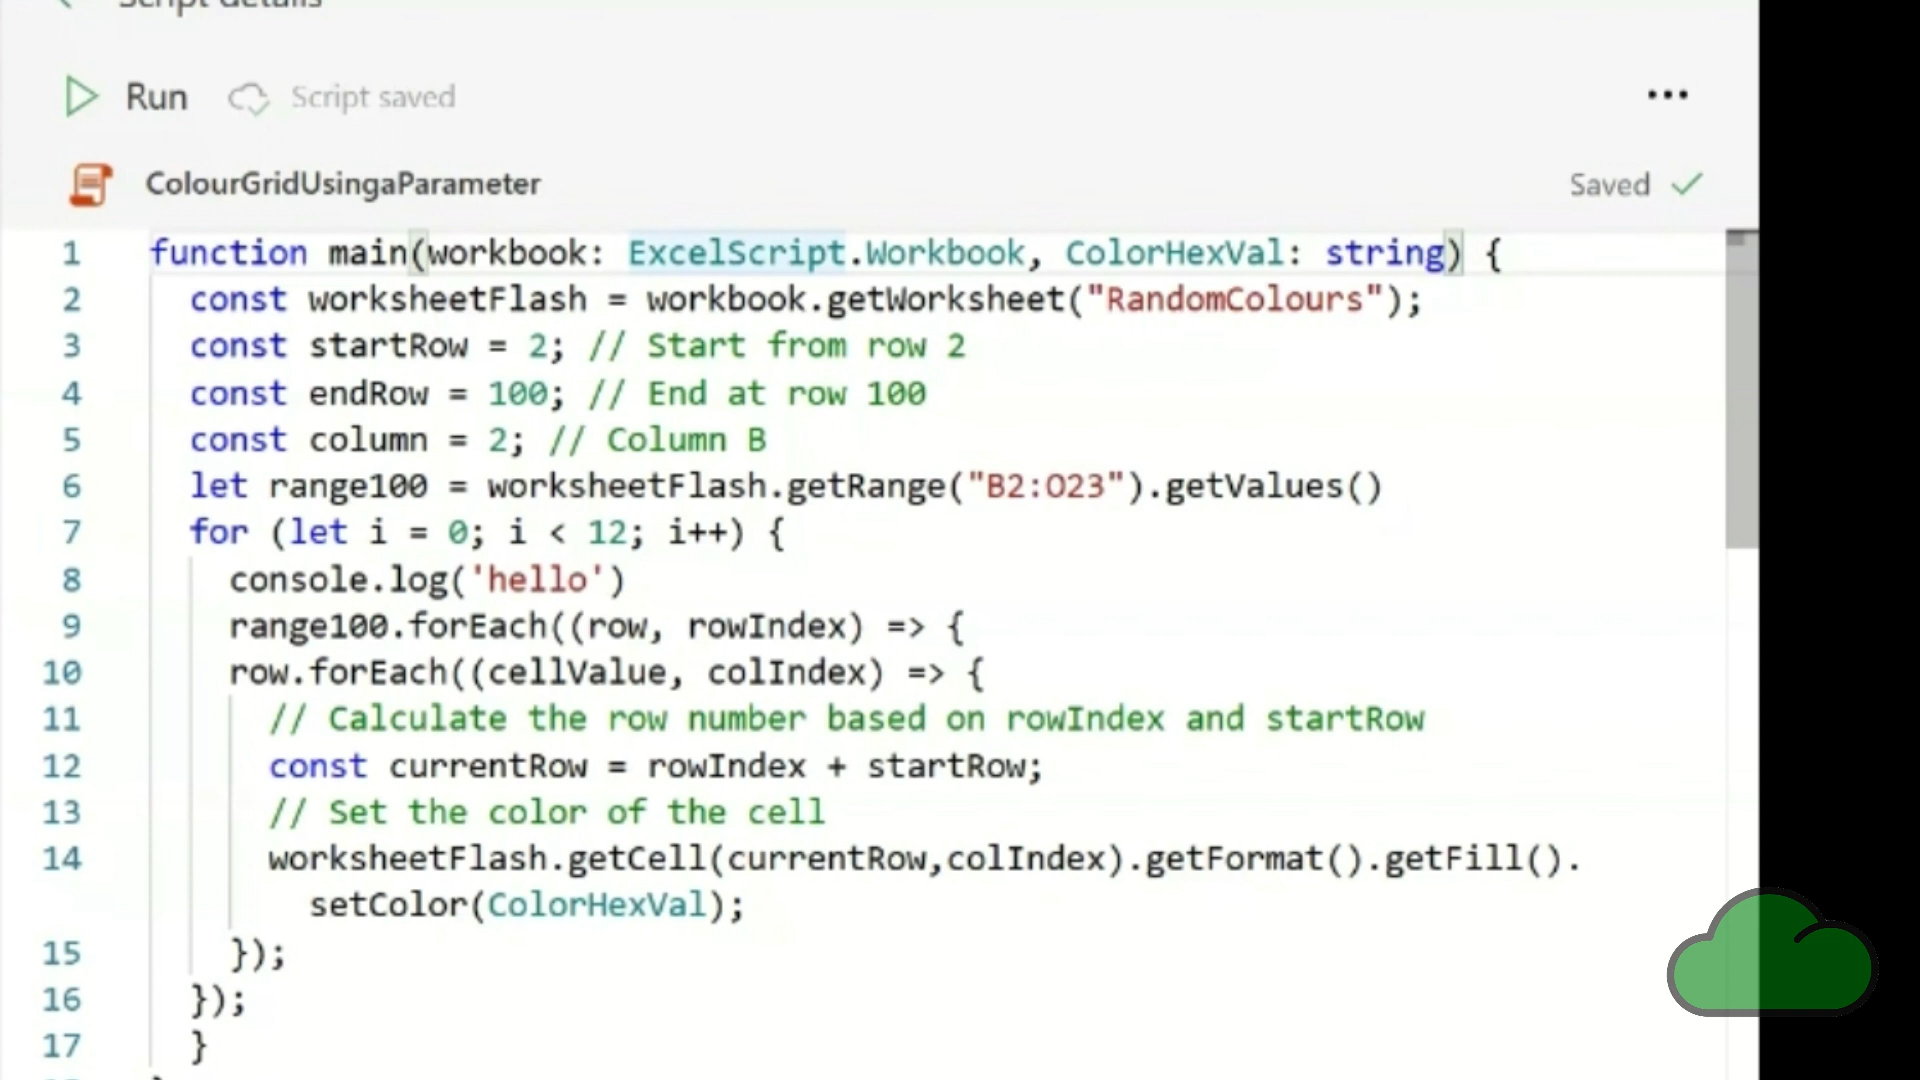 Script details
Run Script saved ...
ColourGridUsingaParameter Saved
1 function main(workbook: ExcelScript.Workbook, ColorHexVal: string) {
2 const worksheetFlash = workbook.getWorksheet("RandomColours");
3 const startRow = 2; // Start from row 2
4 const endRow = 100; // End at row 100
5 const column = 2; // Column B
6 let range100 = worksheetFlash.getRange("B2:O23").getValues()
7 for (let i = 0; i < 12; i++) {
8 console.log('hello')
9 range100.forEach((row, rowIndex) => {
10 row.forEach((cellValue, colIndex) => {
11 // Calculate the row number based on rowIndex and startRow
12 const currentRow = rowIndex + startRow;
13 // Set the color of the cell
14 worksheetFlash.getCell(currentRow,colIndex).getFormat().getFill().
setColor(ColorHexVal);
15 });
16 });
17 }